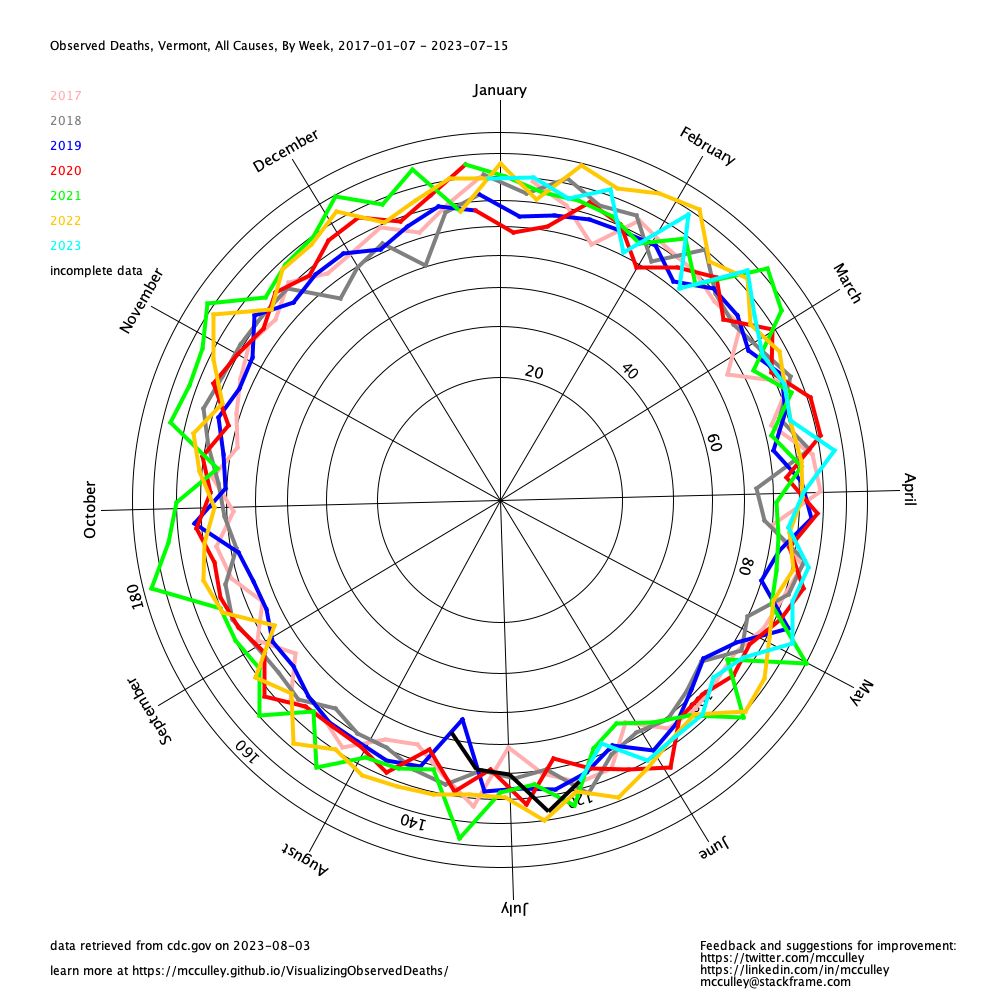 Observed Deaths, Vermont, All Causes, By Week, 2017-01-07 - 2023-07-15
2017
2018
2019
2020
2021
2022
2023
incomplete data
January
February
March
April
May
June
July
August
September
October
November
December
20
40
60
80
120
140
160
180
data retrieved from cdc.gov on 2023-08-03
learn more at https://mcculley.github.io/VisualizingObservedDeaths/
Feedback and suggestions for improvement:
https://twitter.com/mcculley
https://linkedin.com/in/mcculley
mcculley@stackframe.com